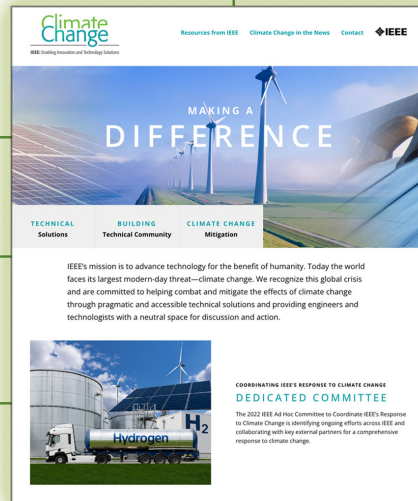 Climate
Change
IEEE: Enabling Innovation and Technology Solutions
Resources from IEEE Climate Change in the News Contact IEEE
MAKING A
DIFFERENCE
TECHNICAL
Solutions
BUILDING
Technical Community
CLIMATE CHANGE
Mitigation
IEEE's mission is to advance technology for the benefit of humanity. Today the world
faces its largest modern-day threat—climate change. We recognize this global crisis
and are committed to helping combat and mitigate the effects of climate change
through pragmatic and accessible technical solutions and providing engineers and
technologists with a neutral space for discussion and action.
H2
Hydrogen
COORDINATING IEEE'S RESPONSE TO CLIMATE CHANGE
DEDICATED COMMITTEE
The 2022 IEEE Ad Hoc Committee to Coordinate IEEE's Response
to Climate Change is identifying ongoing efforts across IEEE and
collaborating with key external partners for a comprehensive
response to climate change.